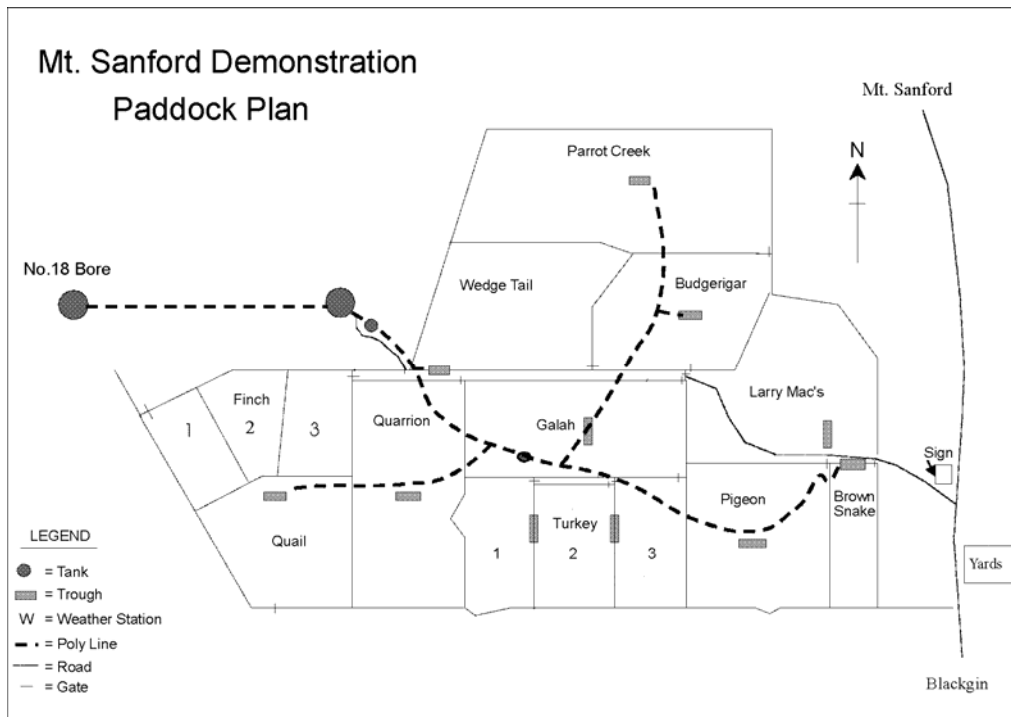 Mt. Sanford Demonstration
Paddock Plan
Mt. Sanford
N
Parrot Creek
No.18 Bore
Wedge Tail
Budgerigar
Finch
1
2
3
Quarrion
Galah
Larry Mac's
Sign
Pigeon
Brown
Snake
Quail
Turkey
1
2
3
Yards
LEGEND
= Tank
= Trough
W = Weather Station
= Poly Line
= Road
= Gate
Blackgin